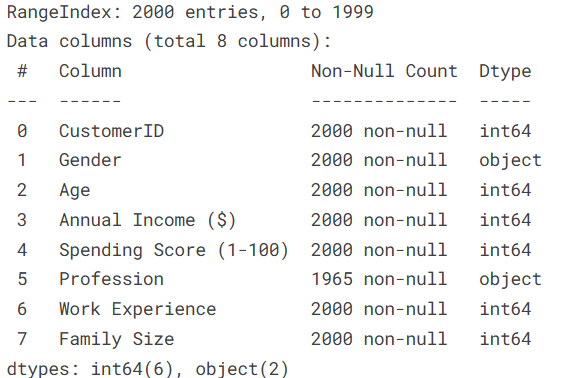 RangeIndex: 2000 entries, 0 to 1999
Data columns (total 8 columns):
 #   Column                  Non-Null Count  Dtype
---  ------                  --------------  -----
 0   CustomerID              2000 non-null   int64
 1   Gender                  2000 non-null   object
 2   Age                     2000 non-null   int64
 3   Annual Income ($)       2000 non-null   int64
 4   Spending Score (1-100)  2000 non-null   int64
 5   Profession              1965 non-null   object
 6   Work Experience         2000 non-null   int64
 7   Family Size             2000 non-null   int64
dtypes: int64(6), object(2)